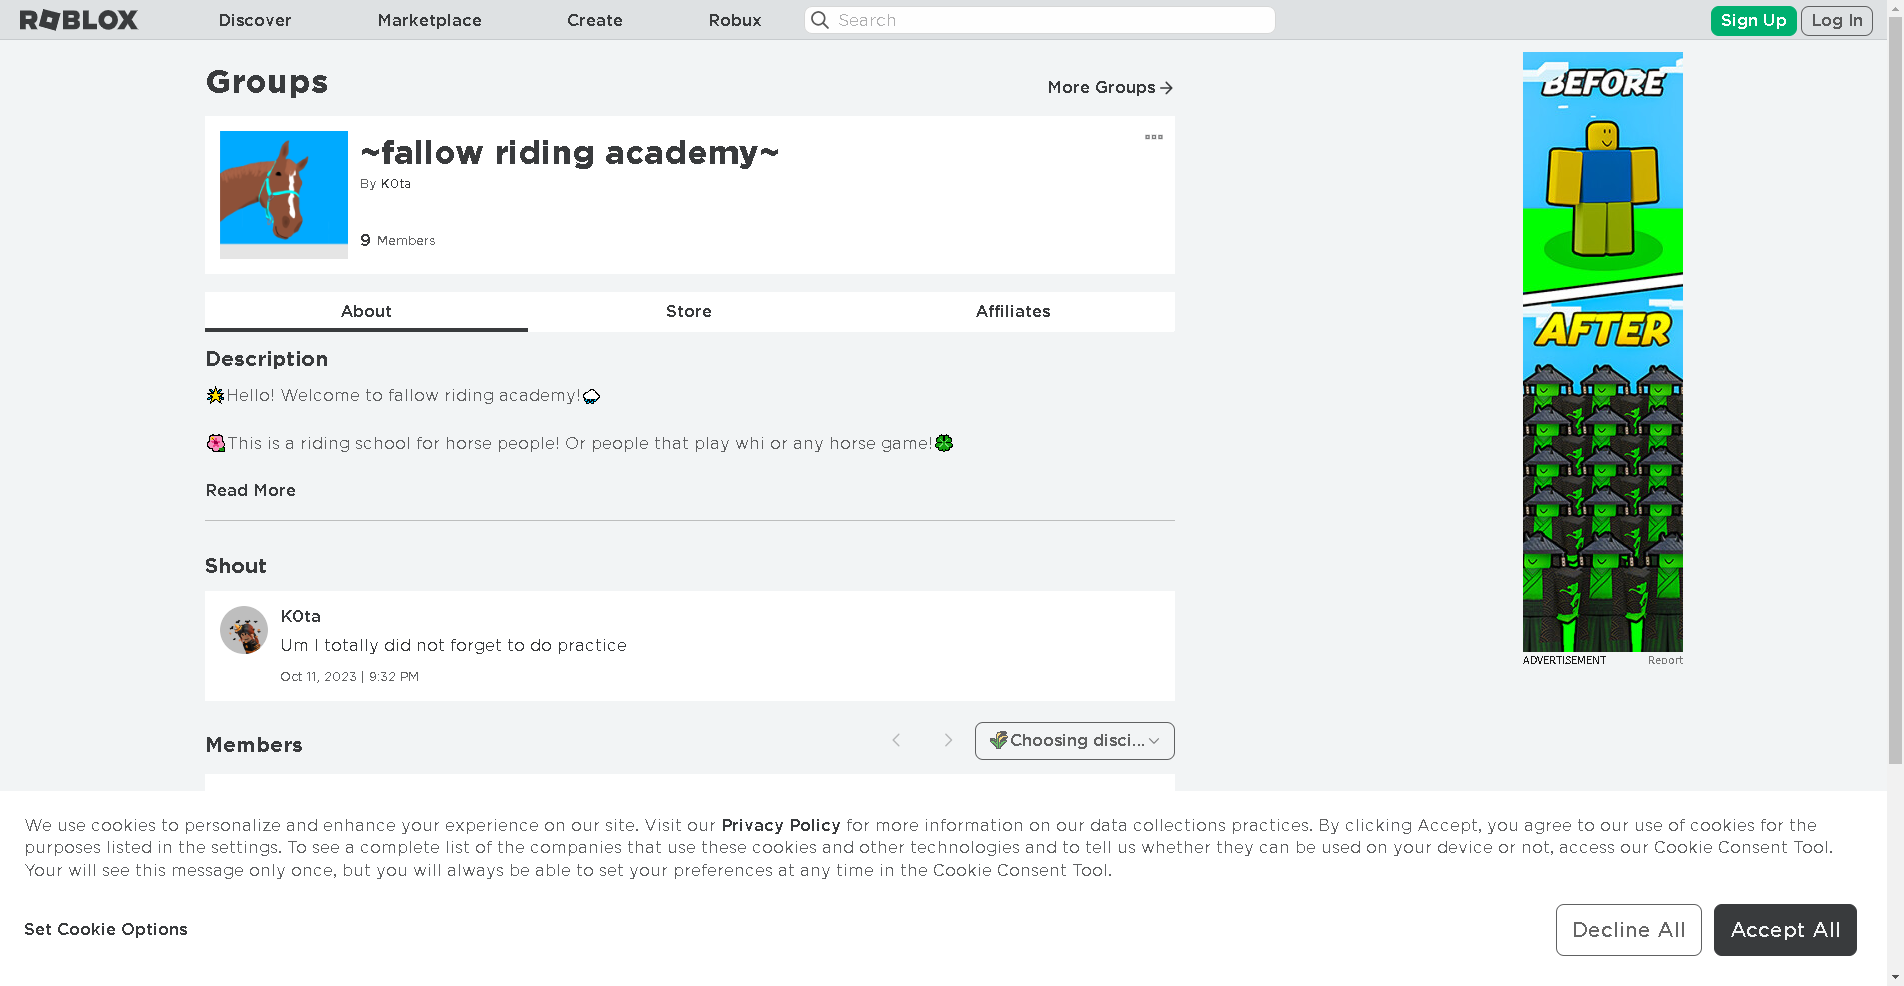 ROBLOX Discover Marketplace Create Robux Search Sign Up Log In
Groups
More Groups
~fallow riding academy~
By K0ta
9 Members
About Store Affiliates
Description
🌟Hello! Welcome to fallow riding academy!🌧
🌺This is a riding school for horse people! Or people that play whi or any horse game!🍀
Read More
Shout
K0ta
Um I totally did not forget to do practice
Oct 11, 2023 | 9:32 PM
Members
Choosing disci...
BEFORE
AFTER
ADVERTISEMENT Report
We use cookies to personalize and enhance your experience on our site. Visit our Privacy Policy for more information on our data collections practices. By clicking Accept, you agree to our use of cookies for the
purposes listed in the settings. To see a complete list of the companies that use these cookies and other technologies and to tell us whether they can be used on your device or not, access our Cookie Consent Tool.
Your will see this message only once, but you will always be able to set your preferences at any time in the Cookie Consent Tool.
Set Cookie Options
Decline All
Accept All